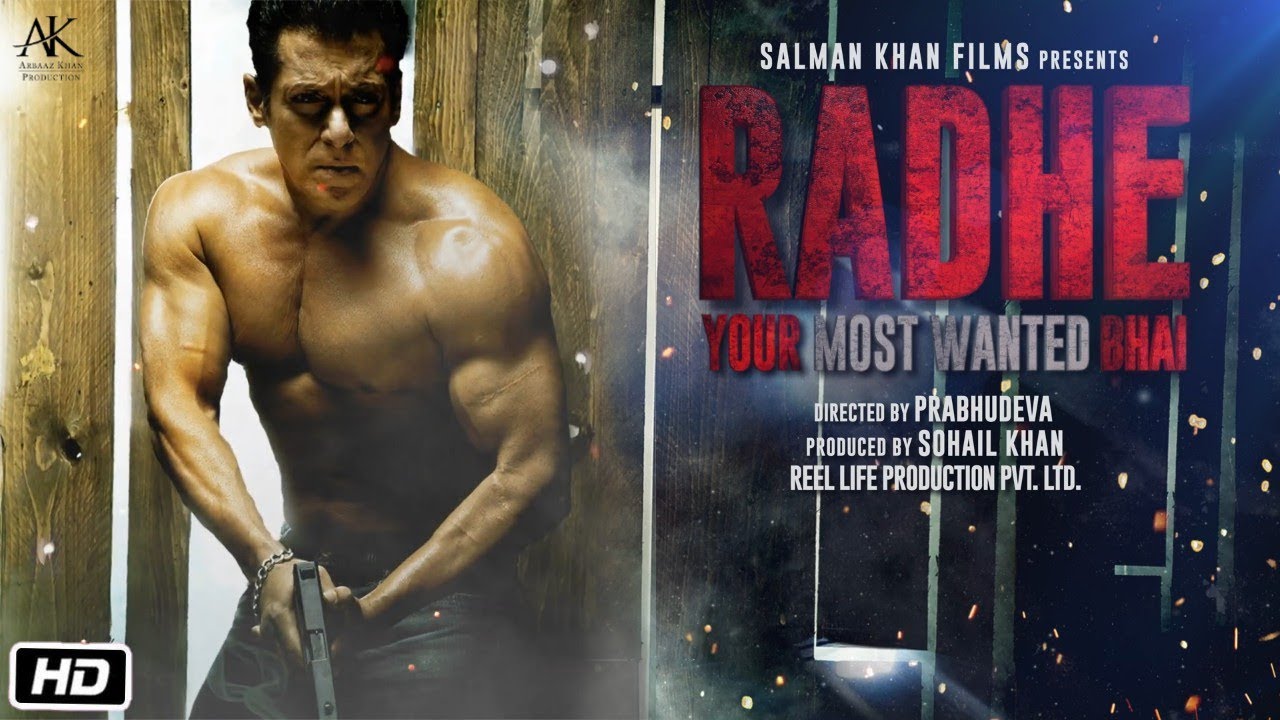 AK
ARBAAZ KHAN
PRODUCTION
SALMAN KHAN FILMS PRESENTS
RADHE
YOUR MOST WANTED BHAI
DIRECTED BY PRABHUDEVA
PRODUCED BY SOHAIL KHAN
REEL LIFE PRODUCTION PVT. LTD.
HD